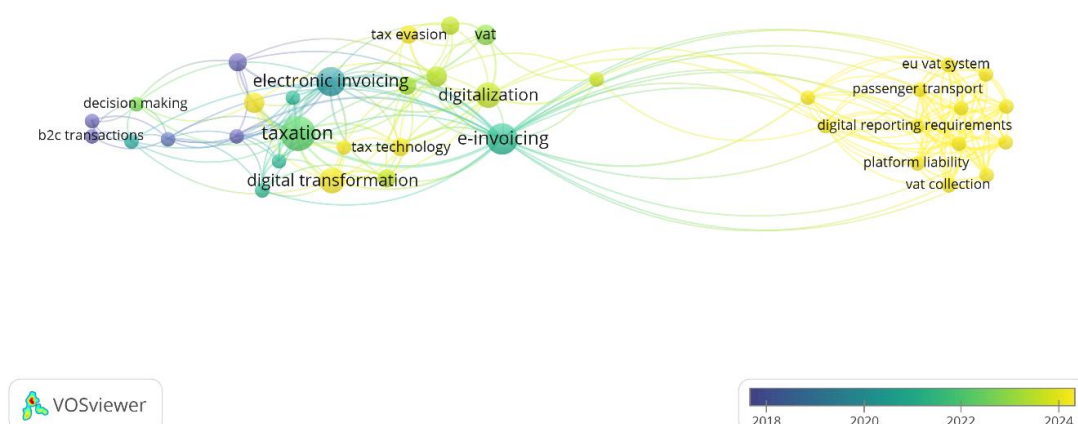 tax evasion
vat
eu vat system
electronic invoicing
passenger transport
digitalization
decision making
digital reporting requirements
b2c transactions
taxation
e-invoicing
tax technology
platform liability
digital transformation
vat collection
VOSviewer
2018
2020
2022
2024